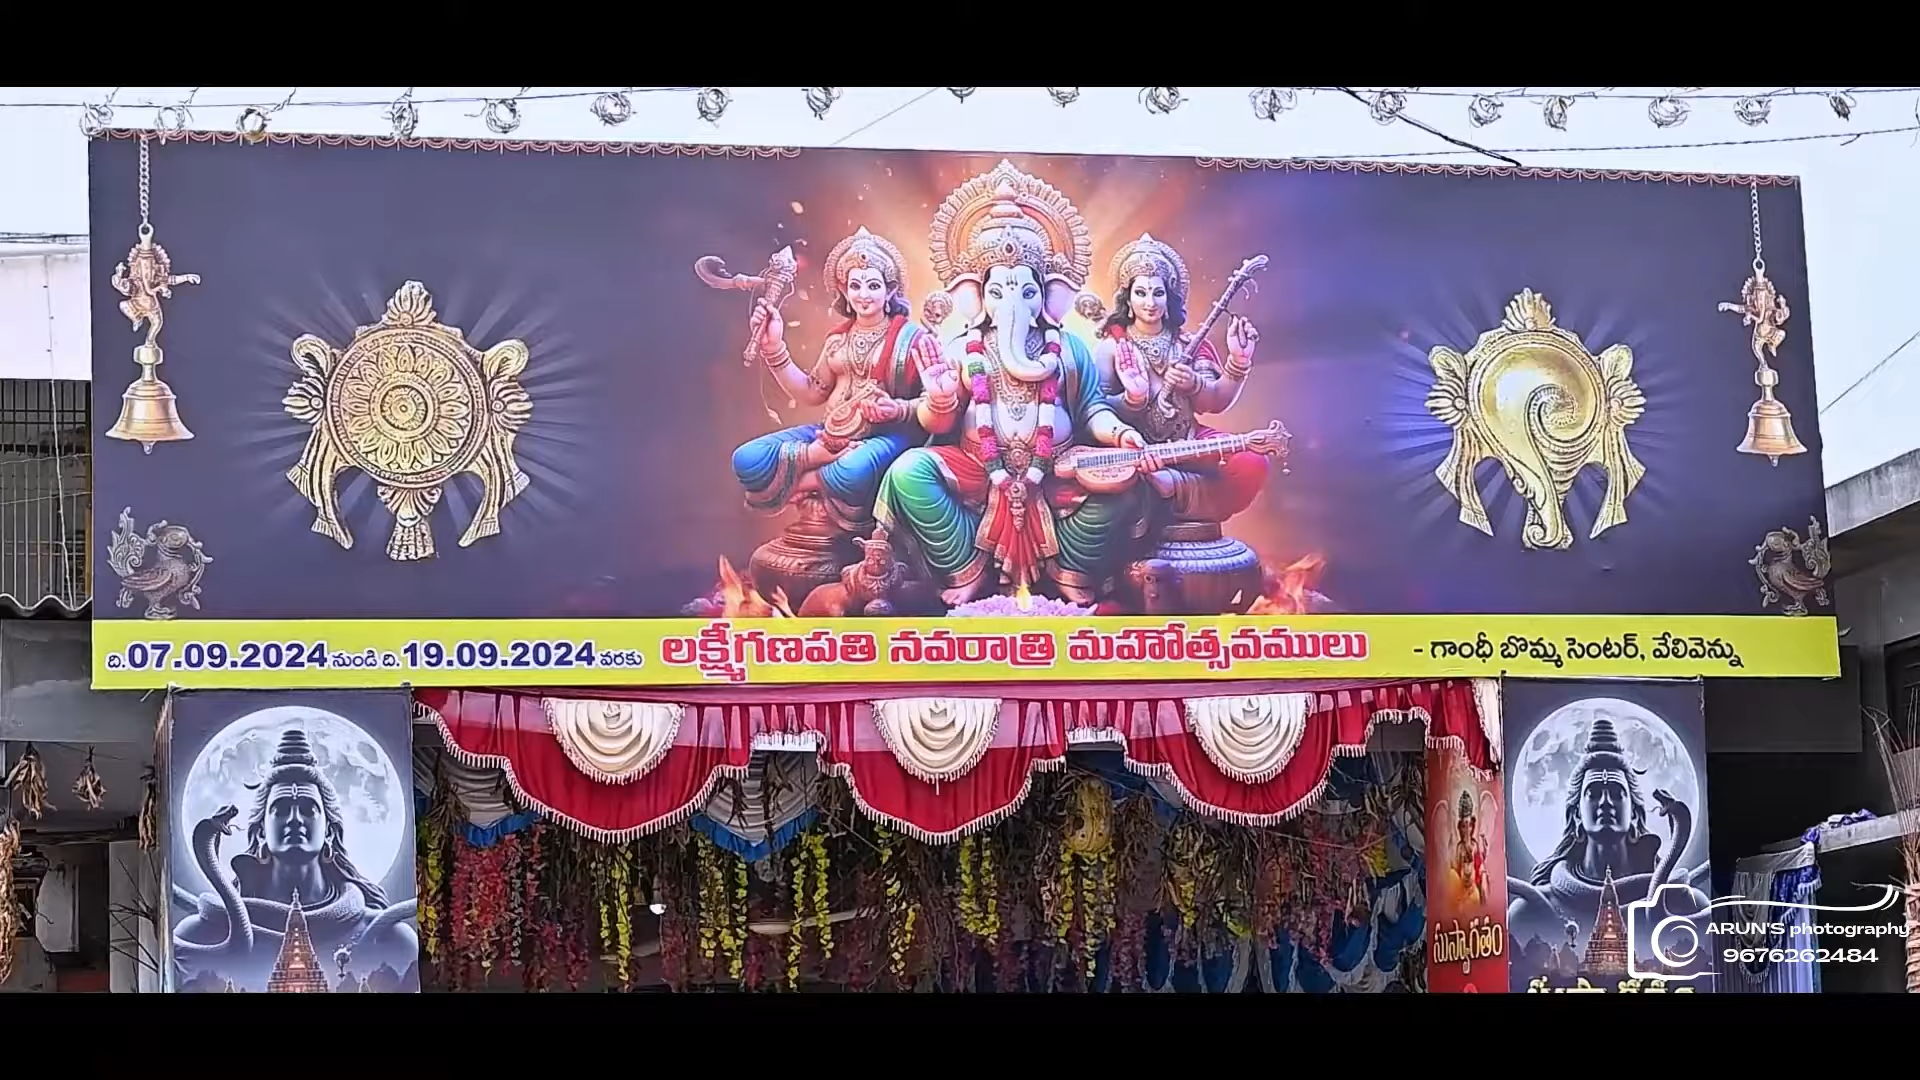 ది.07.09.2024 నుండి ది.19.09.2024 వరకు లక్ష్మీగణపతి నవరాత్రి మహోత్సవములు - గాంధీ బొమ్మ సెంటర్, వేలివెన్ను
సుస్వాగతం
ARUN'S photography
9676262484